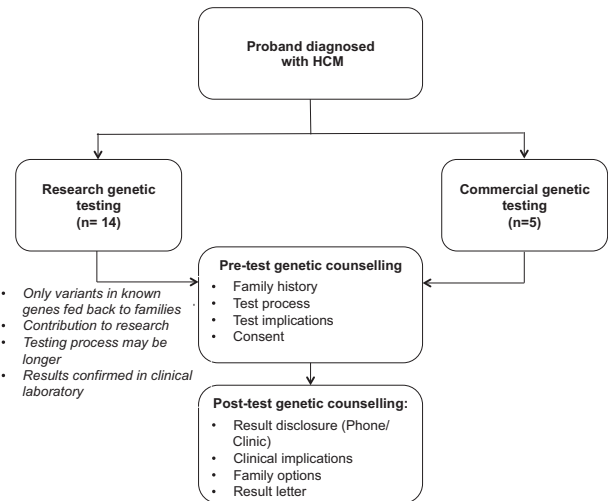 Proband diagnosed
with HCM
Research genetic
testing
(n= 14)
Commercial genetic
testing
(n=5)
• Only variants in known
genes fed back to families
• Contribution to research
• Testing process may be
longer
• Results confirmed in clinical
laboratory
Pre-test genetic counselling
• Family history
• Test process
• Test implications
• Consent
Post-test genetic counselling:
• Result disclosure (Phone/
Clinic)
• Clinical implications
• Family options
• Result letter